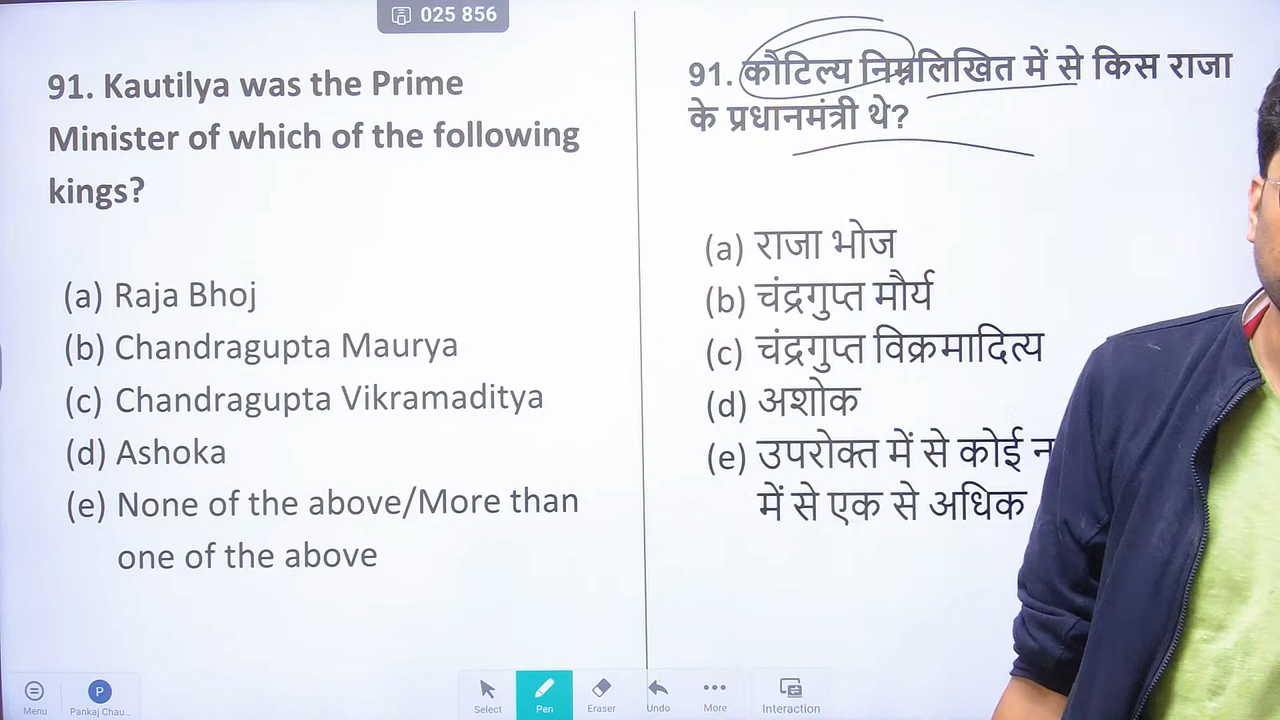 025 856
91. Kautilya was the Prime
Minister of which of the following
kings?
(a) Raja Bhoj
(b) Chandragupta Maurya
(c) Chandragupta Vikramaditya
(d) Ashoka
(e) None of the above/More than
one of the above
91. कौटिल्य निम्नलिखित में से किस राजा
के प्रधानमंत्री थे?
(a) राजा भोज
(b) चंद्रगुप्त मौर्य
(c) चंद्रगुप्त विक्रमादित्य
(d) अशोक
(e) उपरोक्त में से कोई
में से एक से अधिक
Menu
P
Pankaj Chau...
Select
Pen
Eraser
Undo
More
Interaction